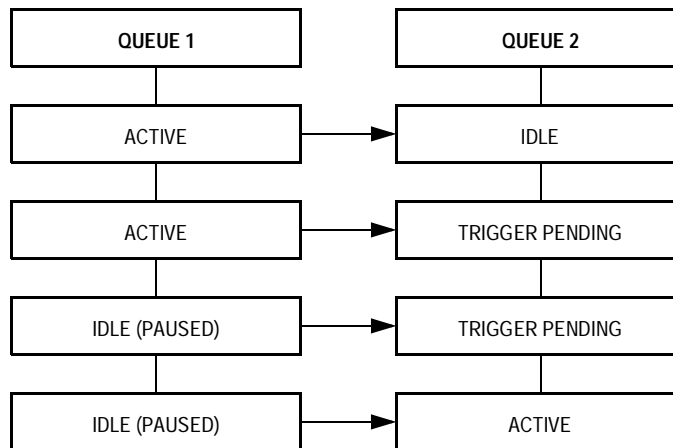 QUEUE 1
QUEUE 2
ACTIVE
IDLE
ACTIVE
TRIGGER PENDING
IDLE (PAUSED)
TRIGGER PENDING
IDLE (PAUSED)
ACTIVE